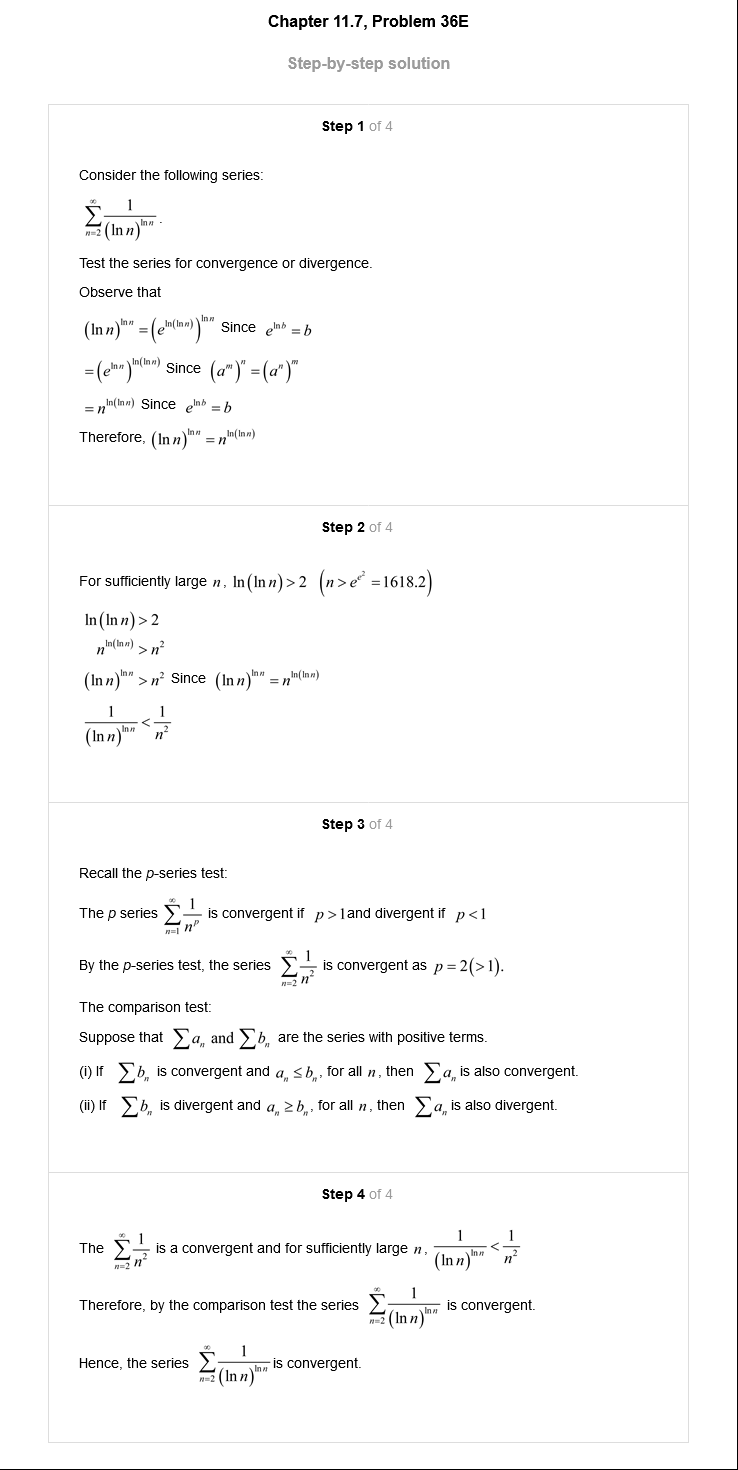 Chapter 11.7, Problem 36E
Step-by-step solution
Step 1 of 4
Consider the following series:
\sum_{n=2}^{\infty} \frac{1}{(\ln n)^{\ln n}}.
Test the series for convergence or divergence.
Observe that
(\ln n)^{\ln n} = (e^{\ln(\ln n)})^{\ln n} Since e^{\ln b} = b
= (e^{\ln n})^{\ln(\ln n)} Since (a^m)^n = (a^n)^m
= n^{\ln(\ln n)} Since e^{\ln b} = b
Therefore, (\ln n)^{\ln n} = n^{\ln(\ln n)}
Step 2 of 4
For sufficiently large n, \ln(\ln n) > 2 (n > e^{e^2} = 1618.2)
\ln(\ln n) > 2
n^{\ln(\ln n)} > n^2
(\ln n)^{\ln n} > n^2 Since (\ln n)^{\ln n} = n^{\ln(\ln n)}
\frac{1}{(\ln n)^{\ln n}} < \frac{1}{n^2}
Step 3 of 4
Recall the p-series test:
The p series \sum_{n=1}^{\infty} \frac{1}{n^p} is convergent if p > 1and divergent if p < 1
By the p-series test, the series \sum_{n=2}^{\infty} \frac{1}{n^2} is convergent as p = 2(> 1).
The comparison test:
Suppose that \sum a_n and \sum b_n are the series with positive terms.
(i) If \sum b_n is convergent and a_n ≤ b_n, for all n, then \sum a_n is also convergent.
(ii) If \sum b_n is divergent and a_n ≥ b_n, for all n, then \sum a_n is also divergent.
Step 4 of 4
The \sum_{n=2}^{\infty} \frac{1}{n^2} is a convergent and for sufficiently large n, \frac{1}{(\ln n)^{\ln n}} < \frac{1}{n^2}
Therefore, by the comparison test the series \sum_{n=2}^{\infty} \frac{1}{(\ln n)^{\ln n}} is convergent.
Hence, the series \sum_{n=2}^{\infty} \frac{1}{(\ln n)^{\ln n}} is convergent.